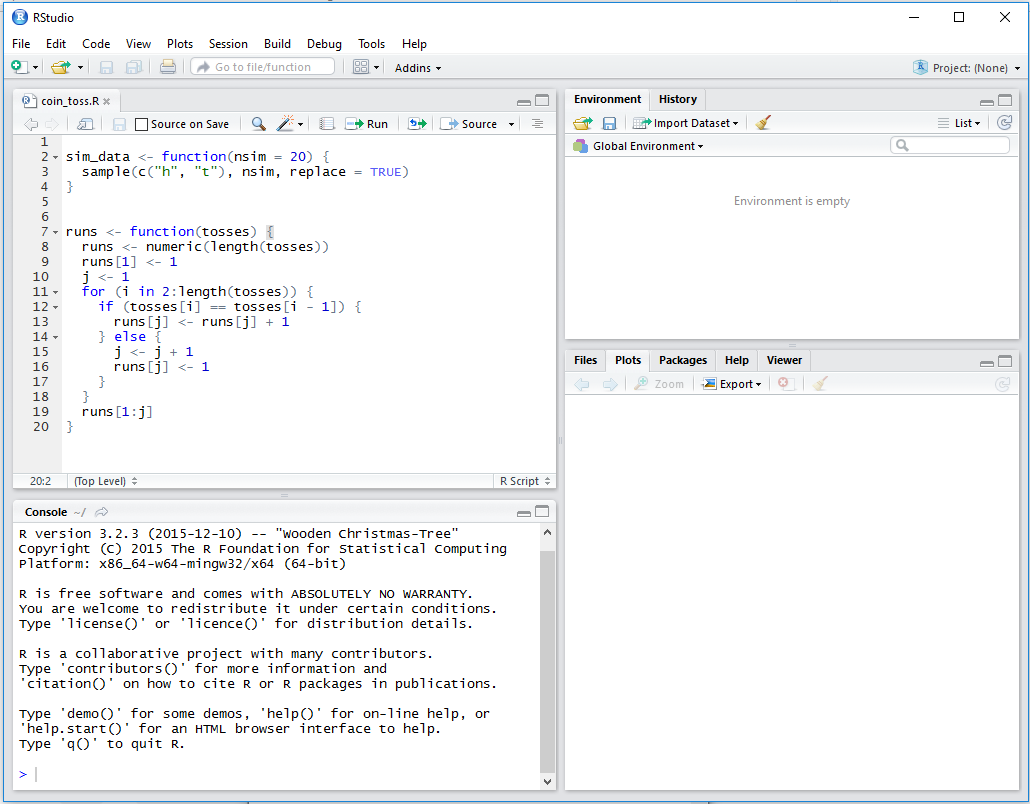 RStudio
File Edit Code View Plots Session Build Debug Tools Help
Go to file/function Addins Project: (None)
coin_toss.R
Source on Save Run Source
1
2 sim_data <- function(nsim = 20) {
3   sample(c("h", "t"), nsim, replace = TRUE)
4 }
5
6
7 runs <- function(tosses) {
8   runs <- numeric(length(tosses))
9   runs[1] <- 1
10   j <- 1
11   for (i in 2:length(tosses)) {
12     if (tosses[i] == tosses[i - 1]) {
13       runs[j] <- runs[j] + 1
14     } else {
15       j <- j + 1
16       runs[j] <- 1
17     }
18   }
19   runs[1:j]
20 }
20:2 (Top Level) R Script
Console ~/
R version 3.2.3 (2015-12-10) -- "Wooden Christmas-Tree"
Copyright (C) 2015 The R Foundation for Statistical Computing
Platform: x86_64-w64-mingw32/x64 (64-bit)

R is free software and comes with ABSOLUTELY NO WARRANTY.
You are welcome to redistribute it under certain conditions.
Type 'license()' or 'licence()' for distribution details.

R is a collaborative project with many contributors.
Type 'contributors()' for more information and
'citation()' on how to cite R or R packages in publications.

Type 'demo()' for some demos, 'help()' for on-line help, or
'help.start()' for an HTML browser interface to help.
Type 'q()' to quit R.

>
Environment History
Import Dataset List
Global Environment
Environment is empty
Files Plots Packages Help Viewer
Zoom Export